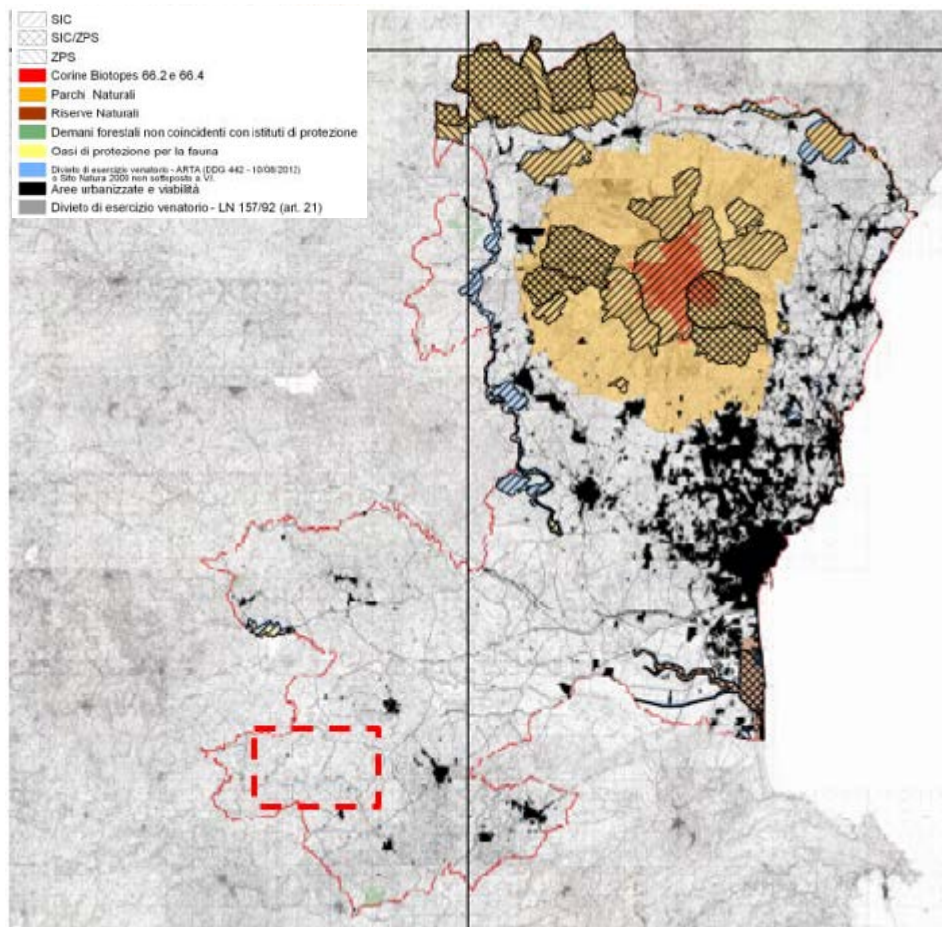 SIC
SIC/ZPS
ZPS
Corine Biotopes 66.2 e 66.4
Parchi Naturali
Riserve Naturali
Demani forestali non coincidenti con istituti di protezione
Oasi di protezione per la fauna
Divieto di esercizio venatorio - ARTA (DDG 442 - 10/08/2012)
o Sito Natura 2000 non sottoposto a V.I.
Aree urbanizzate e viabilità
Divieto di esercizio venatorio - LN 157/92 (art. 21)